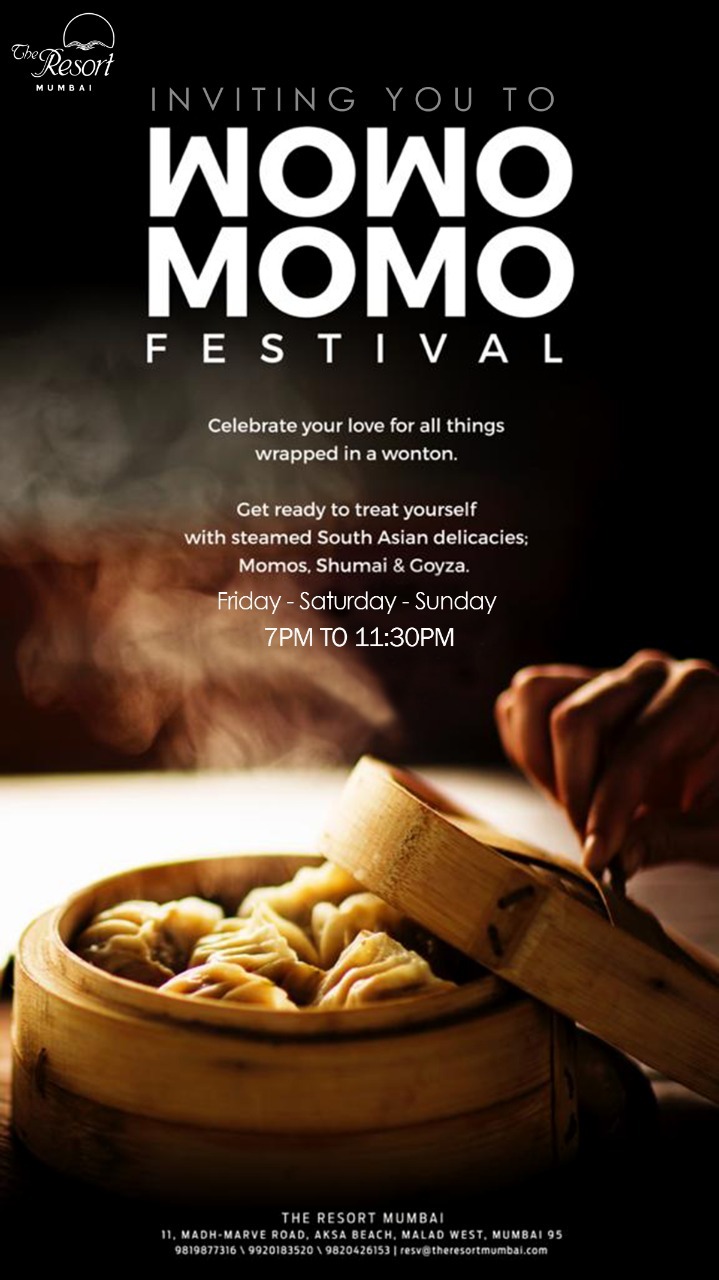 The Resort
MUMBAI
INVITING YOU TO
WOWO
MOMO
FESTIVAL
Celebrate your love for all things
wrapped in a wonton.
Get ready to treat yourself
with steamed South Asian delicacies;
Momos, Shumai & Goyza.
Friday - Saturday - Sunday
7PM TO 11:30PM
THE RESORT MUMBAI
11, MADH-MARVE ROAD, AKSA BEACH, MALAD WEST, MUMBAI 95
9819877316 \ 9920183520 \ 9820426153 | resv@theresortmumbai.com